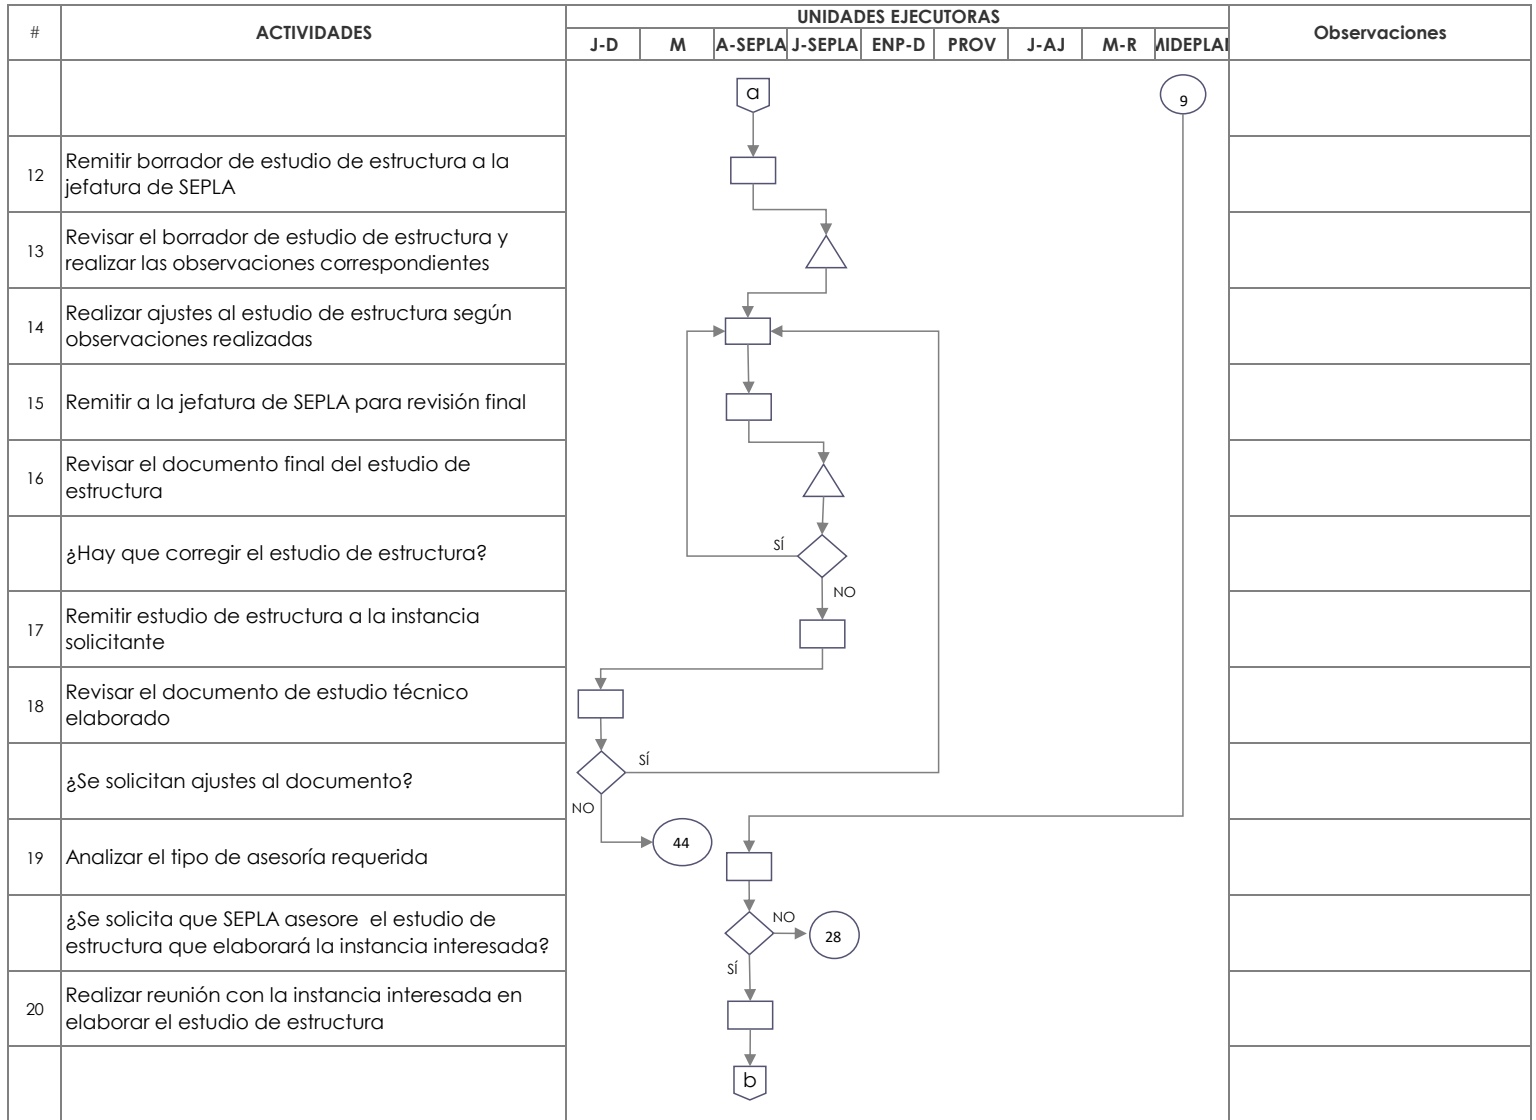 #
ACTIVIDADES
UNIDADES EJECUTORAS
Observaciones
J-D M A-SEPLA J-SEPLA ENP-D PROV J-AJ M-R MIDEPLAN
a
9
12
Remitir borrador de estudio de estructura a la
jefatura de SEPLA
13
Revisar el borrador de estudio de estructura y
realizar las observaciones correspondientes
14
Realizar ajustes al estudio de estructura según
observaciones realizadas
15
Remitir a la jefatura de SEPLA para revisión final
16
Revisar el documento final del estudio de
estructura
¿Hay que corregir el estudio de estructura?
SÍ
NO
17
Remitir estudio de estructura a la instancia
solicitante
18
Revisar el documento de estudio técnico
elaborado
¿Se solicitan ajustes al documento?
SÍ
NO
19
Analizar el tipo de asesoría requerida
44
¿Se solicita que SEPLA asesore  el estudio de
estructura que elaborará la instancia interesada?
NO
28
SÍ
20
Realizar reunión con la instancia interesada en
elaborar el estudio de estructura
b